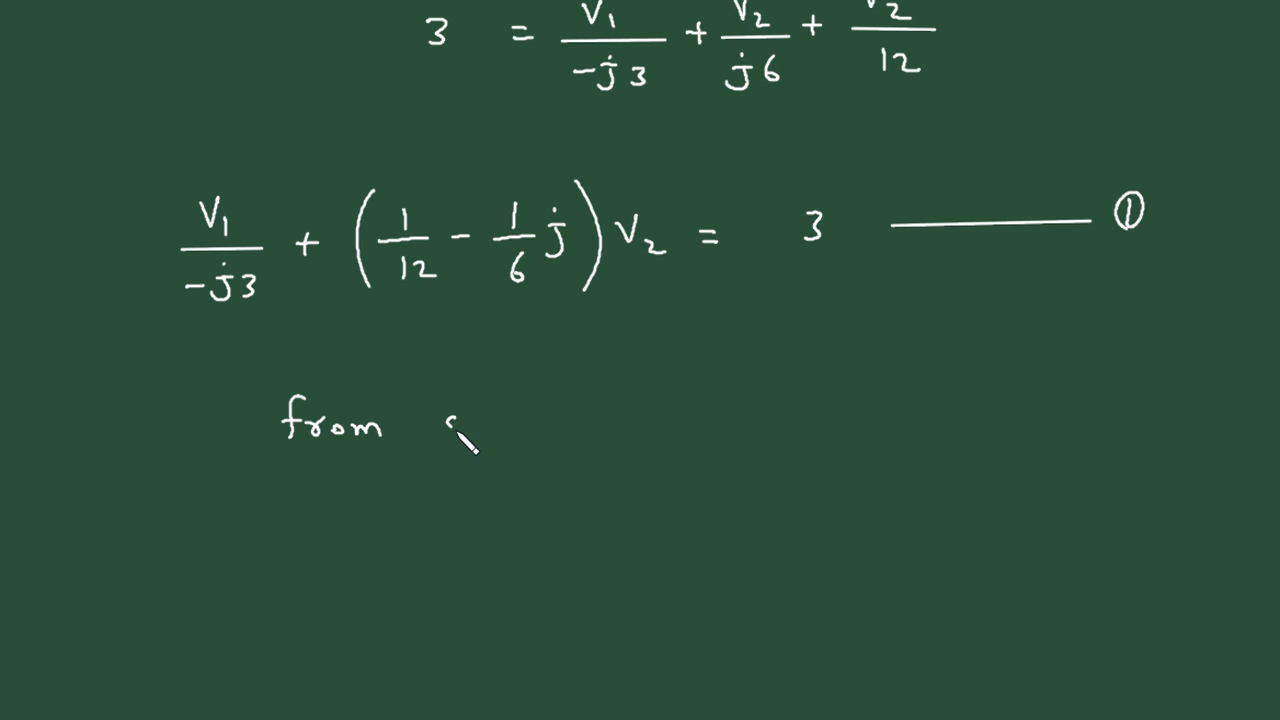 3 = V₁/-j3 + V₂/j6 + V₂/12
V₁/-j3 + (1/12 - 1/6 j) V₂ = 3 ——— ①
from